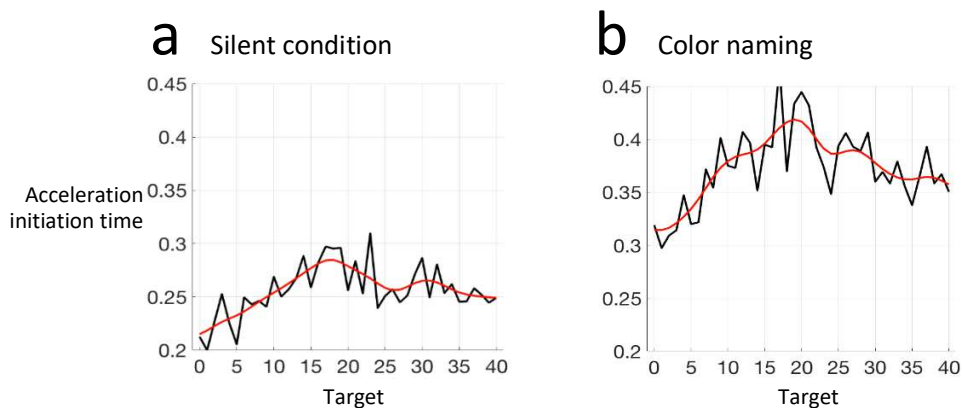 a Silent condition
b Color naming
Acceleration
initiation time
0.45
0.4
0.35
0.3
0.25
0.2
0 5 10 15 20 25 30 35 40
Target
0.45
0.4
0.35
0.3
0.25
0.2
0 5 10 15 20 25 30 35 40
Target